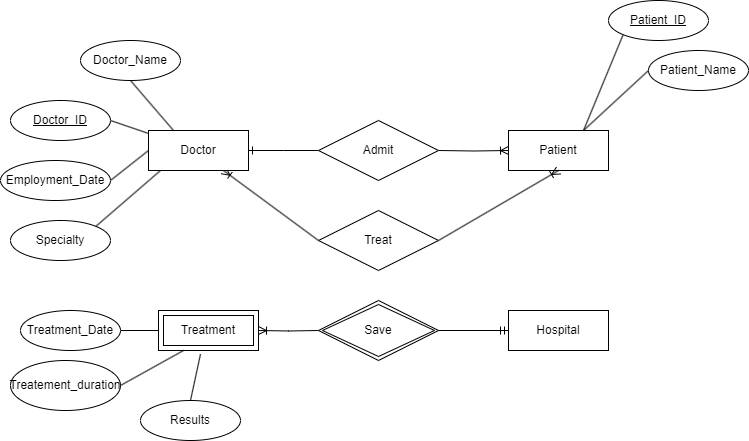 Patient_ID
Doctor_Name
Patient_Name
Doctor_ID
Doctor
Admit
Patient
Employment_Date
Specialty
Treat
Treatment_Date
Treatment
Save
Hospital
Treatement_duration
Results